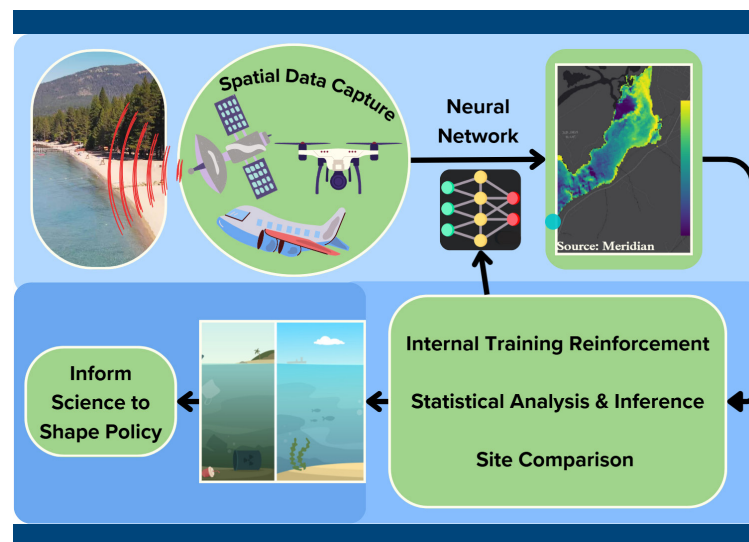 Spatial Data Capture
Neural
Network
Source: Meridian
Internal Training Reinforcement
Statistical Analysis & Inference
Site Comparison
Inform
Science to
Shape Policy